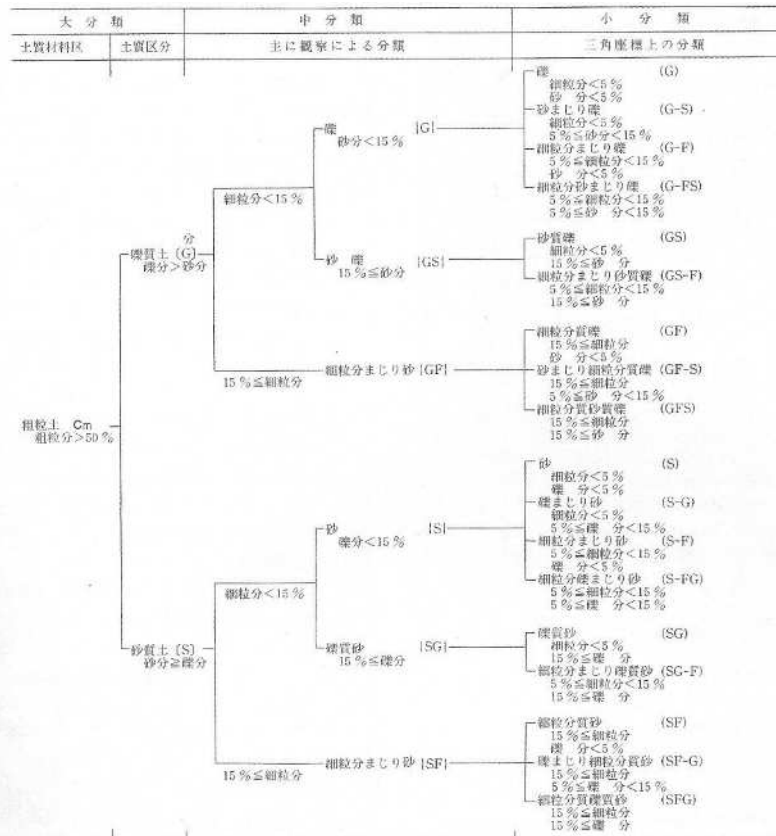 大分類 中分類 小分類
土質材料区 土質区分 主に観察による分類 三角座標上の分類
礫 (G)
細粒分<5%
砂 分<5%
砂まじり礫 (G-S)
細粒分<5%
5%≦砂分<15%
細粒分まじり礫 (G-F)
5%≦細粒分<15%
砂 分<5%
細粒分砂まじり礫 (G-FS)
5%≦細粒分<15%
5%≦砂 分<15%
礫 {G}
砂分<15%
細粒分<15%
砂礫 {GS}
15%≦砂分
砂質礫 (GS)
細粒分<5%
15%≦砂 分
細粒分まじり砂質礫 (GS-F)
5%≦細粒分<15%
15%≦砂 分
分
礫質土〔G〕
礫分>砂分
15%≦細粒分
細粒分まじり砂 {GF}
細粒分質礫 (GF)
15%≦細粒分
砂 分<5%
砂まじり細粒分質礫 (GF-S)
15%≦細粒分
5%≦砂 分<15%
細粒分質砂質礫 (GFS)
15%≦細粒分
15%≦砂 分
粗粒土 Cm
粗粒分>50%
砂 (S)
細粒分<5%
礫 分<5%
礫まじり砂 (S-G)
細粒分<5%
5%≦礫 分<15%
細粒分まじり砂 (S-F)
5%≦細粒分<15%
礫 分<5%
細粒分礫まじり砂 (S-FG)
5%≦細粒分<15%
5%≦礫 分<15%
砂 {S}
礫分<15%
細粒分<15%
礫質砂 {SG}
15%≦礫分
礫質砂 (SG)
細粒分<5%
15%≦礫 分
細粒分まじり礫質砂 (SG-F)
5%≦細粒分<15%
15%≦礫 分
砂質土〔S〕
砂分≧礫分
15%≦細粒分
細粒分まじり砂 {SF}
細粒分質砂 (SF)
15%≦細粒分
礫 分<5%
礫まじり細粒分質砂 (SF-G)
15%≦細粒分
5%≦礫 分<15%
細粒分質礫質砂 (SFG)
15%≦細粒分
15%≦礫 分